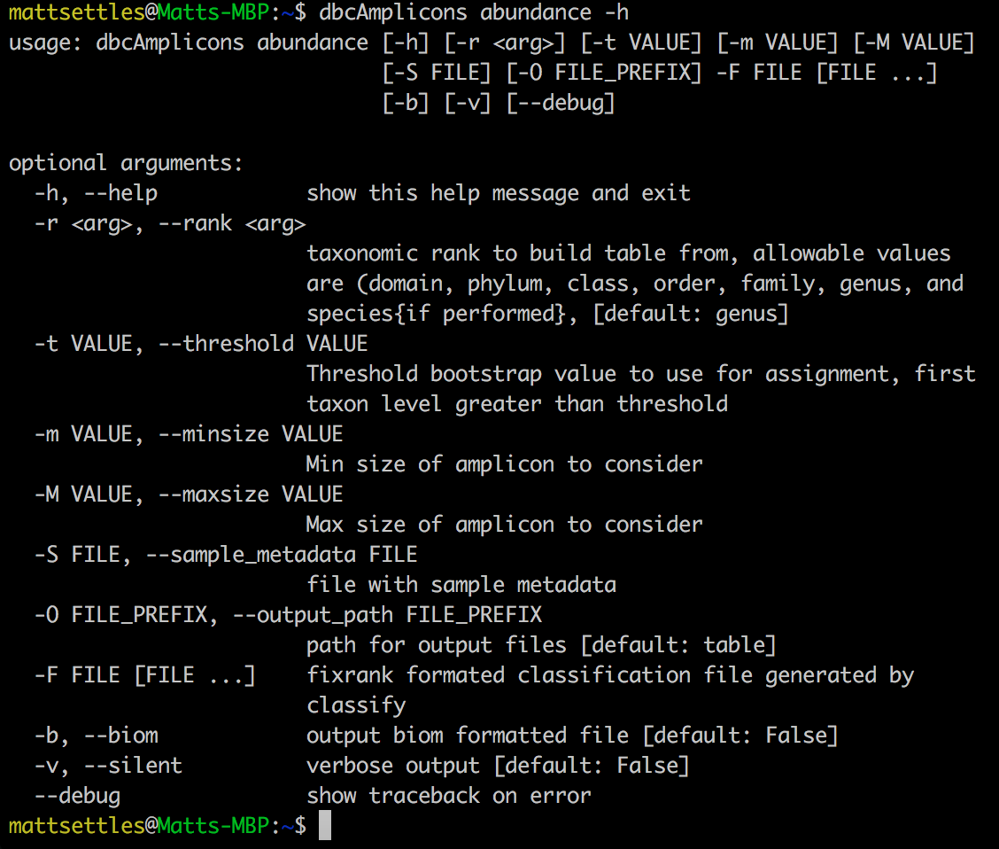 mattsettles@Matts-MBP:~$ dbcAmplicons abundance -h
usage: dbcAmplicons abundance [-h] [-r <arg>] [-t VALUE] [-m VALUE] [-M VALUE]
                              [-S FILE] [-O FILE_PREFIX] -F FILE [FILE ...]
                              [-b] [-v] [--debug]

optional arguments:
  -h, --help            show this help message and exit
  -r <arg>, --rank <arg>
                        taxonomic rank to build table from, allowable values
                        are (domain, phylum, class, order, family, genus, and
                        species{if performed}, [default: genus]
  -t VALUE, --threshold VALUE
                        Threshold bootstrap value to use for assignment, first
                        taxon level greater than threshold
  -m VALUE, --minsize VALUE
                        Min size of amplicon to consider
  -M VALUE, --maxsize VALUE
                        Max size of amplicon to consider
  -S FILE, --sample_metadata FILE
                        file with sample metadata
  -O FILE_PREFIX, --output_path FILE_PREFIX
                        path for output files [default: table]
  -F FILE [FILE ...]    fixrank formated classification file generated by
                        classify
  -b, --biom            output biom formatted file [default: False]
  -v, --silent          verbose output [default: False]
  --debug               show traceback on error
mattsettles@Matts-MBP:~$